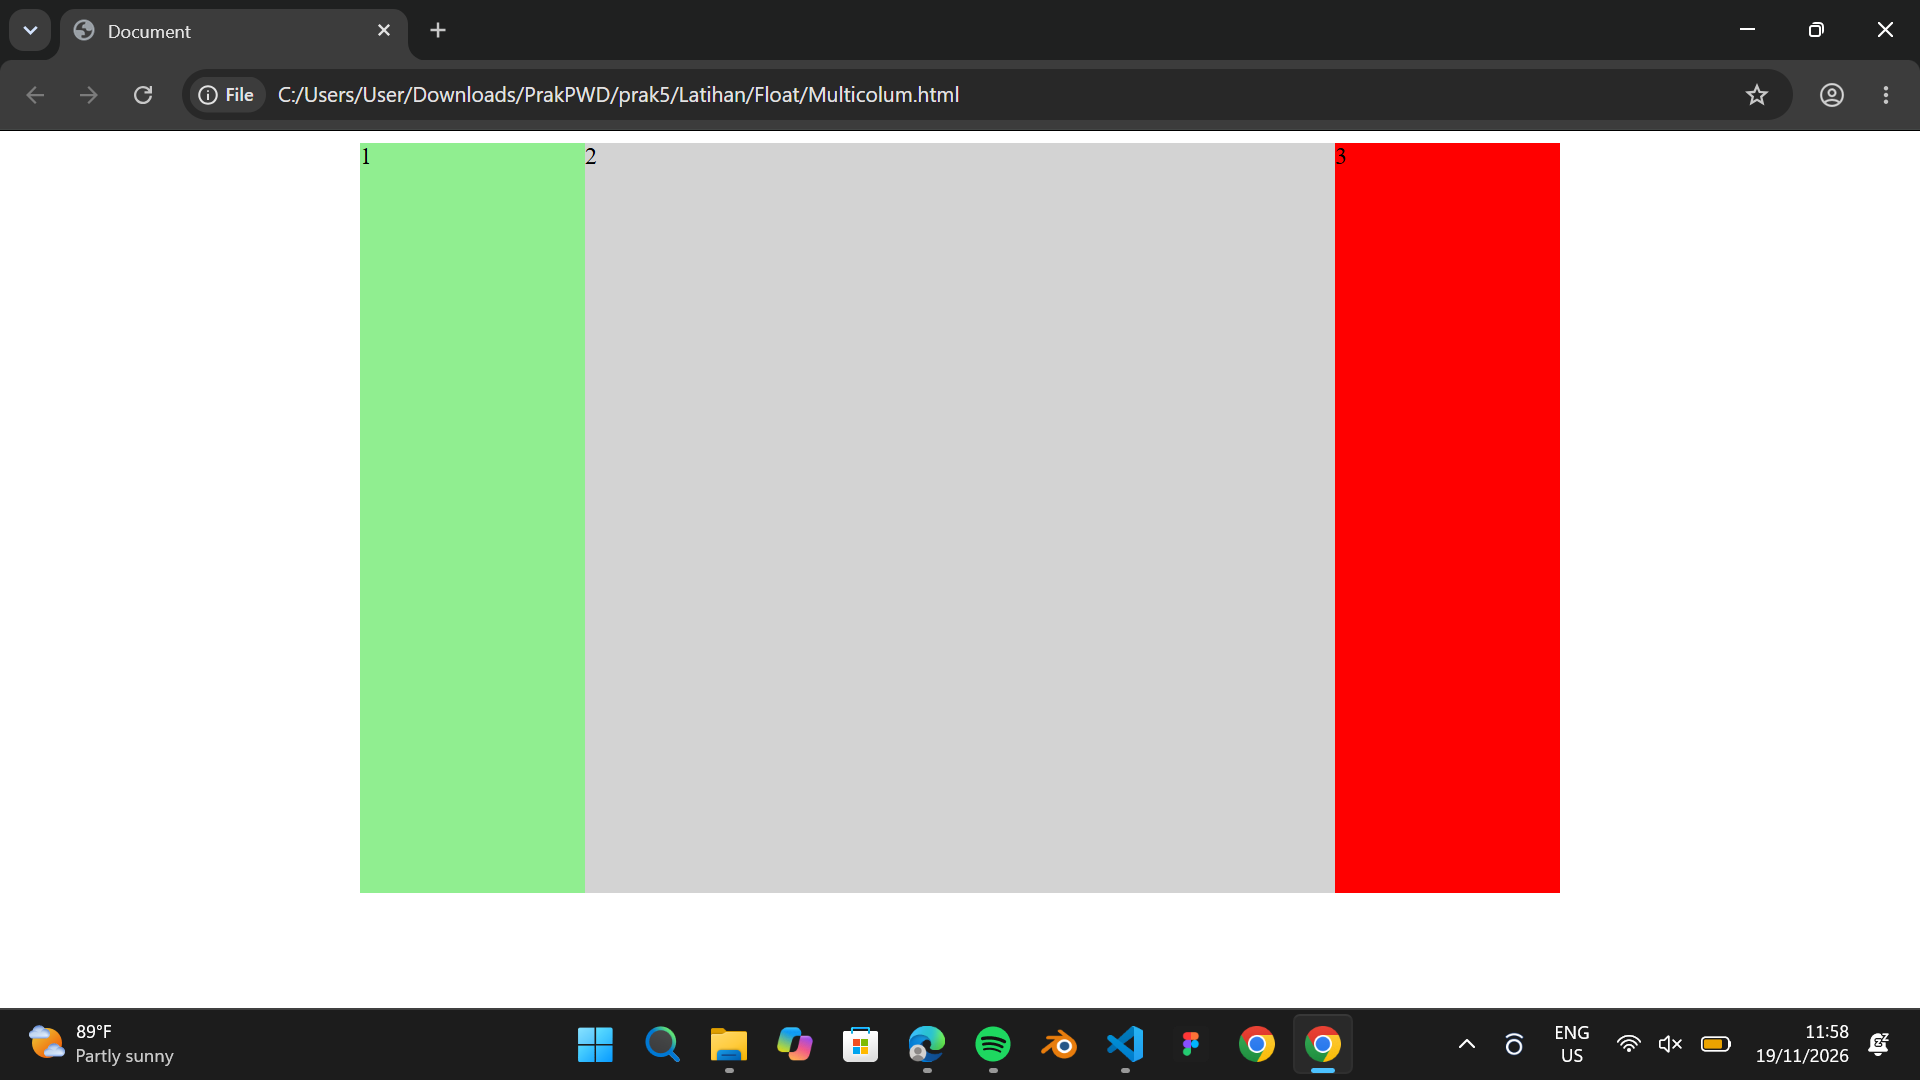 Document
File
C:/Users/User/Downloads/PrakPWD/prak5/Latihan/Float/Multicolum.html
1
2
3
89°F
Partly sunny
ENG
US
11:58
19/11/2026